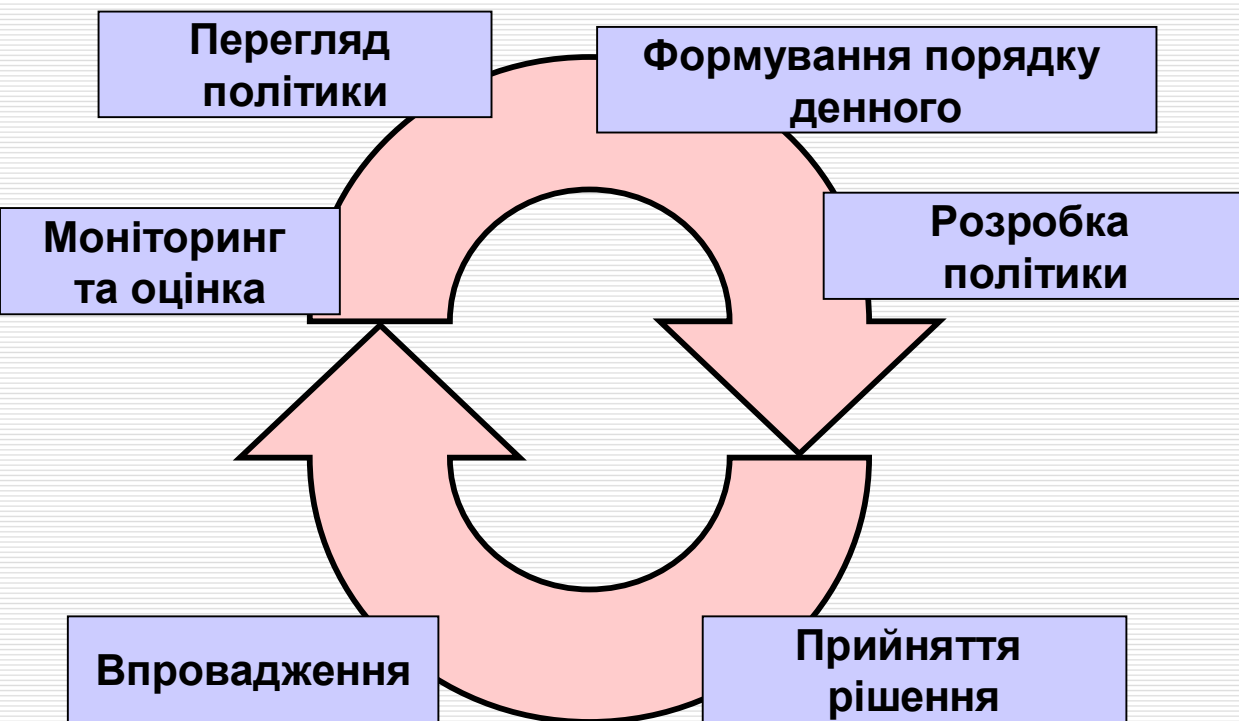 Перегляд
політики
Формування порядку
денного
Моніторинг
та оцінка
Розробка
політики
Впровадження
Прийняття
рішення